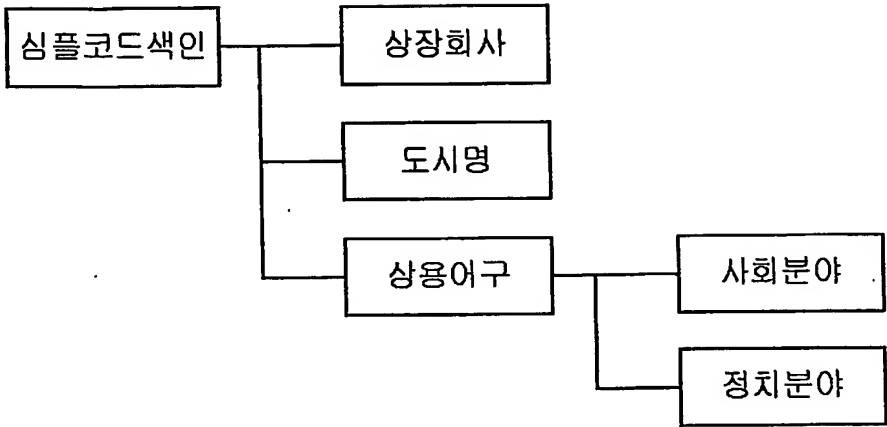 심플코드색인
상장회사
도시명
상용어구
사회분야
정치분야